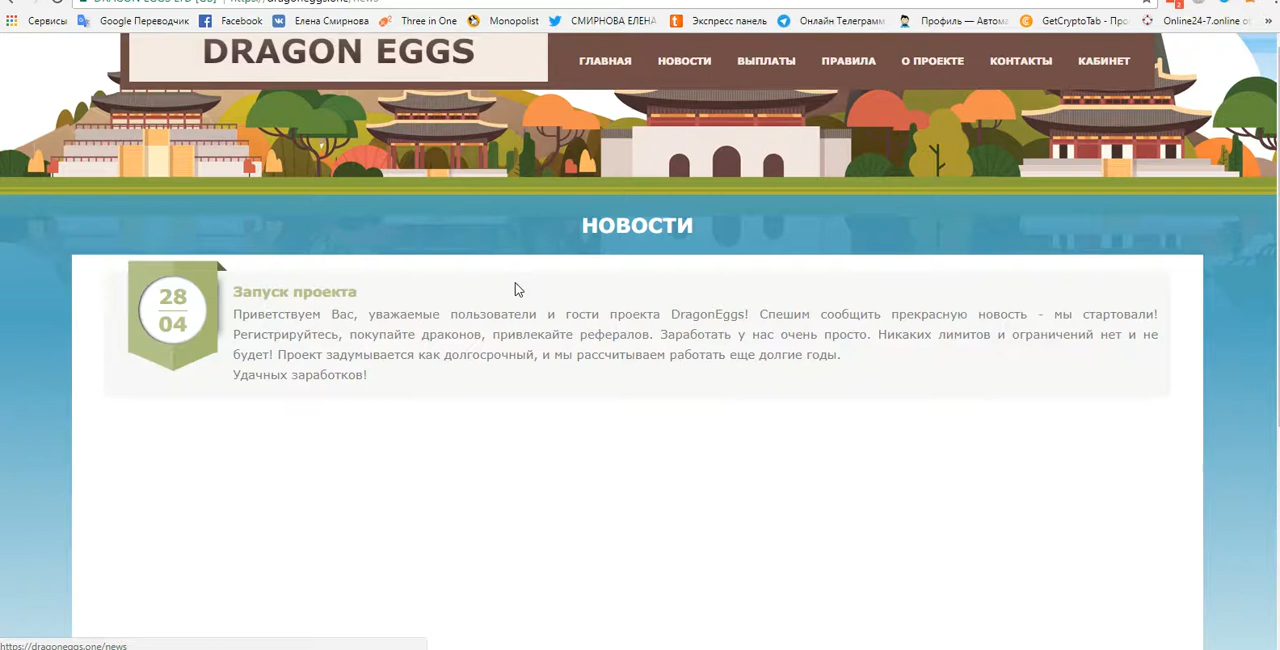 Сервисы Google Переводчик Facebook Елена Смирнова Three in One Monopolist СМИРНОВА ЕЛЕНА Экспресс панель Онлайн Телеграмм Профиль — Автома GetCryptoTab - Про Online24-7.online
DRAGON EGGS
ГЛАВНАЯ НОВОСТИ ВЫПЛАТЫ ПРАВИЛА О ПРОЕКТЕ КОНТАКТЫ КАБИНЕТ
НОВОСТИ
28
04
Запуск проекта
Приветствуем Вас, уважаемые пользователи и гости проекта DragonEggs! Спешим сообщить прекрасную новость - мы стартовали!
Регистрируйтесь, покупайте драконов, привлекайте рефералов. Заработать у нас очень просто. Никаких лимитов и ограничений нет и не
будет! Проект задумывается как долгосрочный, и мы рассчитываем работать еще долгие годы.
Удачных заработков!
https://dragoneggs.one/news